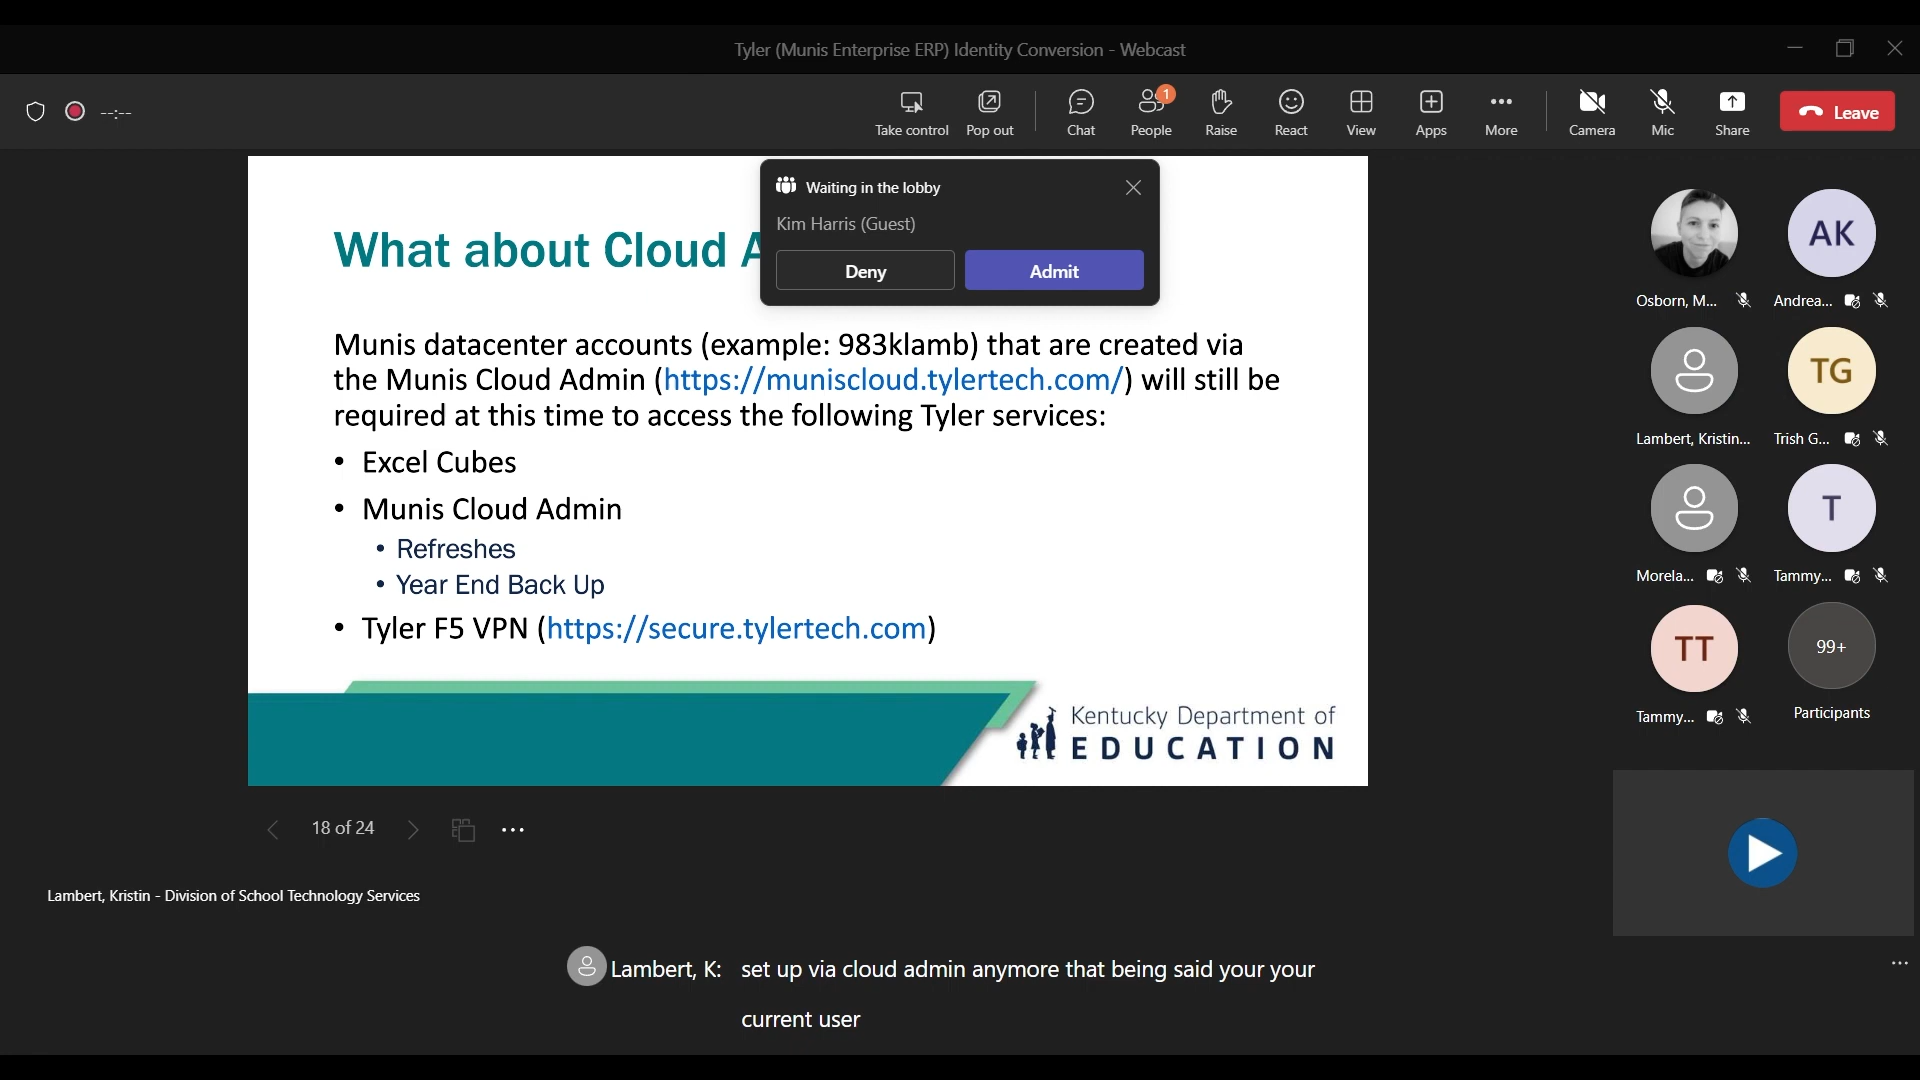 Tyler (Munis Enterprise ERP) Identity Conversion - Webcast
--:--
Take control
Pop out
Chat
1
People
Raise
React
View
Apps
More
Camera
Mic
Share
Leave
Waiting in the lobby
Kim Harris (Guest)
Deny
Admit
What about Cloud A
Munis datacenter accounts (example: 983klamb) that are created via
the Munis Cloud Admin (https://muniscloud.tylertech.com/) will still be
required at this time to access the following Tyler services:
• Excel Cubes
• Munis Cloud Admin
• Refreshes
• Year End Back Up
• Tyler F5 VPN (https://secure.tylertech.com)
Kentucky Department of
EDUCATION
AK
Osborn, M...
Andrea...
TG
Lambert, Kristin...
Trish G...
T
Morela...
Tammy...
TT
99+
Tammy...
Participants
18 of 24
Lambert, Kristin - Division of School Technology Services
Lambert, K: set up via cloud admin anymore that being said your your
current user